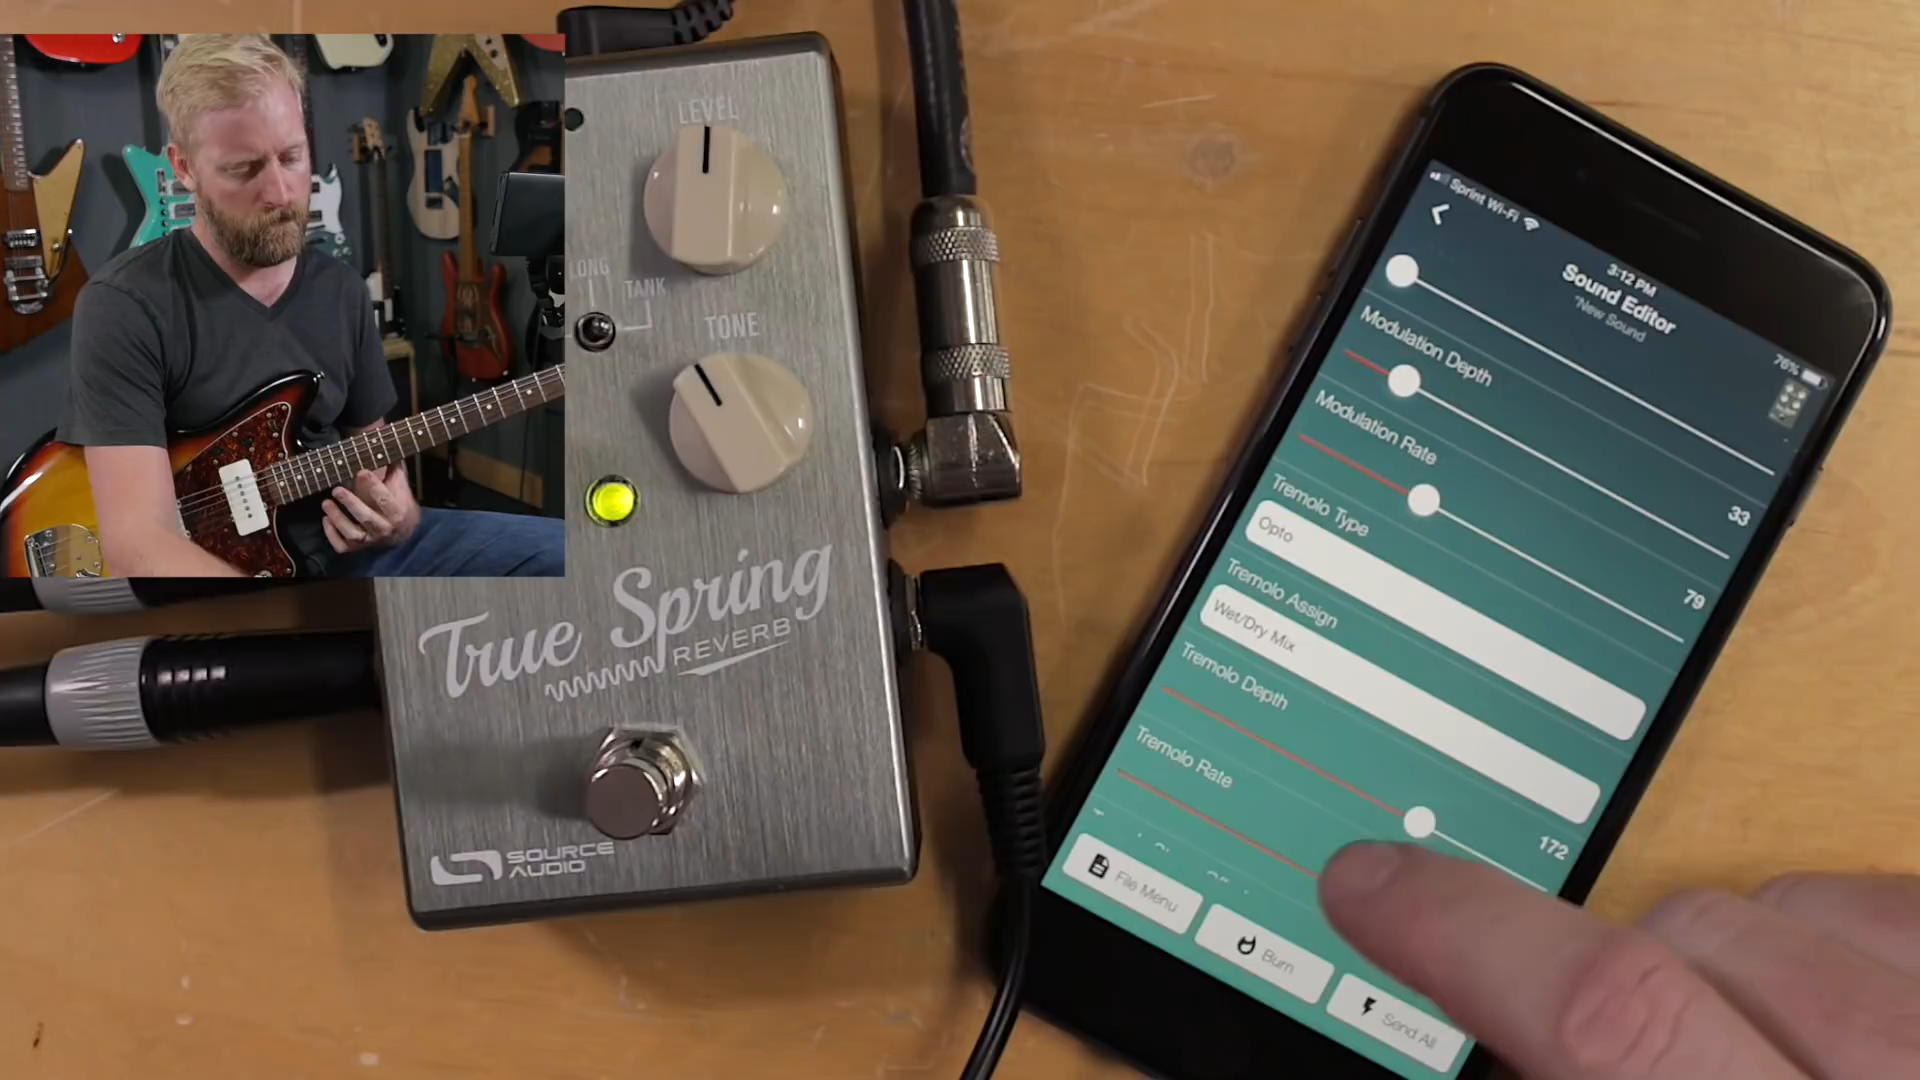 LEVEL
LONG
TANK
TONE
True Spring
REVERB
SOURCE
AUDIO
Sprint Wi-Fi
3:12 PM
76%
Sound Editor
*New Sound
Modulation Depth
33
Modulation Rate
79
Tremolo Type
Opto
Tremolo Assign
Wet/Dry Mix
Tremolo Depth
172
Tremolo Rate
File Menu
Burn
Send All